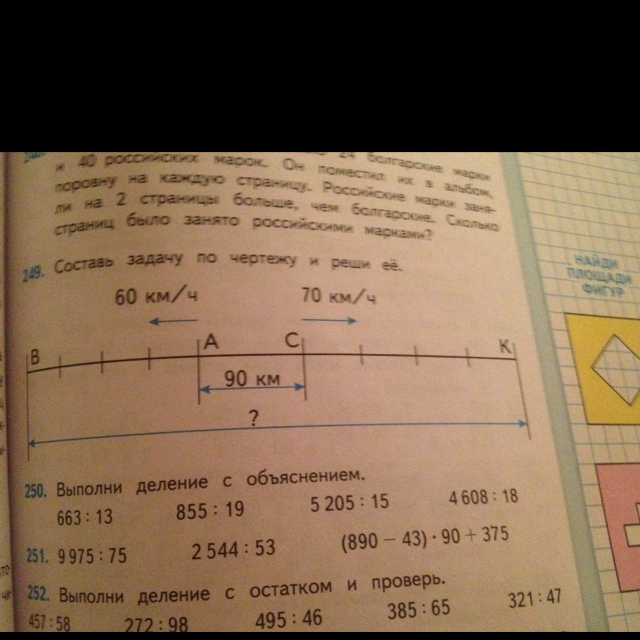 24 болгарские марки
и 40 российских марок. Он поместил их в альбом,
поровну на каждую страницу. Российские марки заня-
ли на 2 страницы больше, чем болгарские. Сколько
страниц было занято российскими марками?
249. Составь задачу по чертежу и реши её.
60 км/ч 70 км/ч
В А С К
90 км
?
250. Выполни деление с объяснением.
663 : 13 855 : 19 5 205 : 15 4 608 : 18
251. 9 975 : 75 2 544 : 53 (890 − 43) · 90 + 375
252. Выполни деление с остатком и проверь.
457 : 58 272 : 98 495 : 46 385 : 65 321 : 47
НАЙДИ
ПЛОЩАДИ
ФИГУР